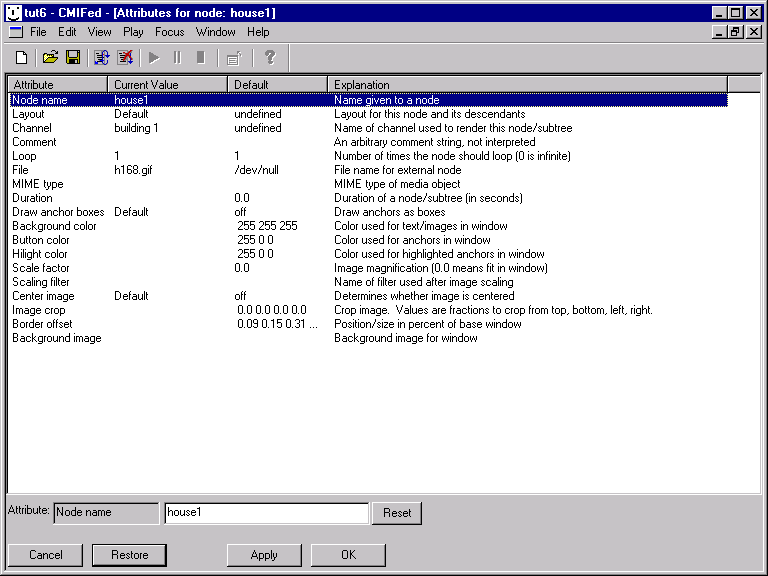 tut6 - CMIFed - [Attributes for node: house1]
File Edit View Play Focus Window Help
Attribute Current Value Default Explanation
Node name house1 Name given to a node
Layout Default undefined Layout for this node and its descendants
Channel building 1 undefined Name of channel used to render this node/subtree
Comment An arbitrary comment string, not interpreted
Loop 1 1 Number of times the node should loop (0 is infinite)
File h168.gif /dev/null File name for external node
MIME type MIME type of media object
Duration 0.0 Duration of a node/subtree (in seconds)
Draw anchor boxes Default off Draw anchors as boxes
Background color 255 255 255 Color used for text/images in window
Button color 255 0 0 Color used for anchors in window
Hilight color 255 0 0 Color used for highlighted anchors in window
Scale factor 0.0 Image magnification (0.0 means fit in window)
Scaling filter Name of filter used after image scaling
Center image Default off Determines whether image is centered
Image crop 0.0 0.0 0.0 0.0 Crop image. Values are fractions to crop from top, bottom, left, right.
Border offset 0.09 0.15 0.31 ... Position/size in percent of base window
Background image Background image for window
Attribute: Node name house1 Reset
Cancel Restore Apply OK